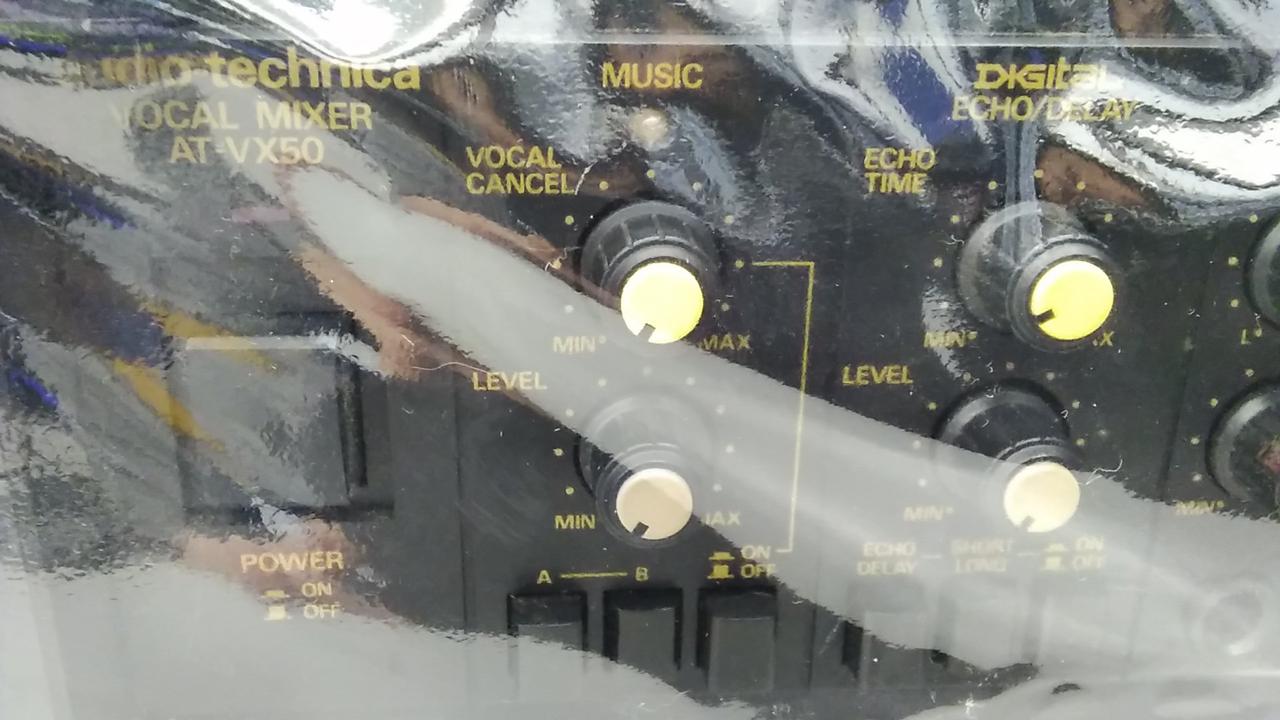 audio-technica
VOCAL MIXER
AT-VX50
POWER
ON
OFF
MUSIC
VOCAL
CANCEL
MIN
MAX
LEVEL
MIN
MAX
ON
OFF
A
B
DIGITAL
ECHO/DELAY
ECHO
TIME
MIN
LEVEL
MIN
ECHO
DELAY
SHORT
LONG
ON
OFF
MIN